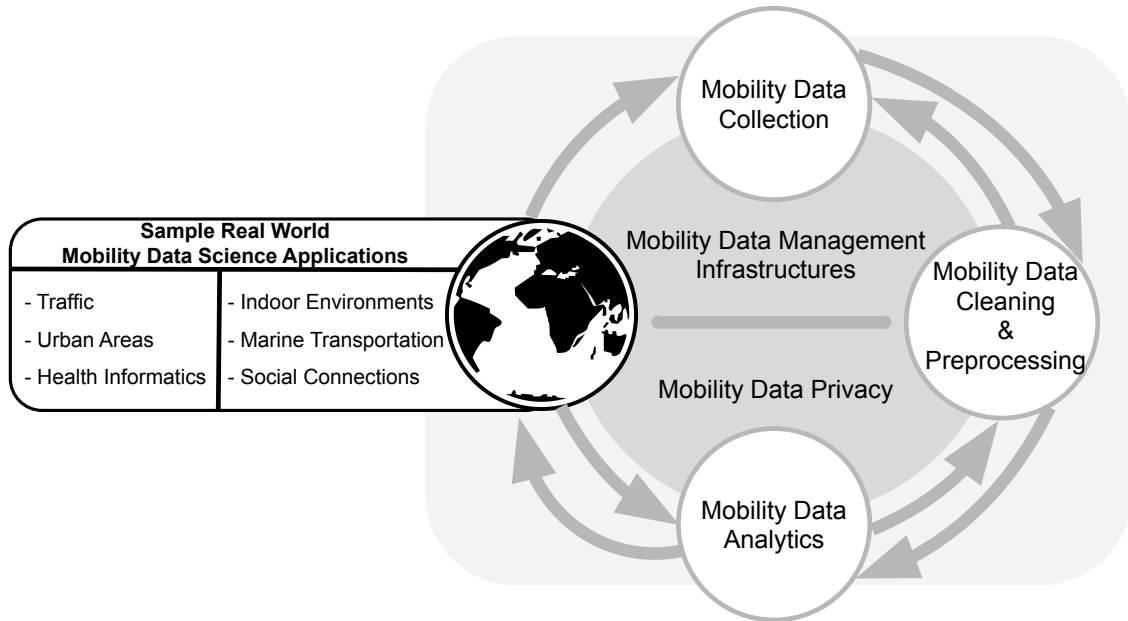 Mobility Data
Collection
Sample Real World
Mobility Data Science Applications
- Traffic
- Urban Areas
- Health Informatics
- Indoor Environments
- Marine Transportation
- Social Connections
Mobility Data Management
Infrastructures
Mobility Data Privacy
Mobility Data
Cleaning
&
Preprocessing
Mobility Data
Analytics